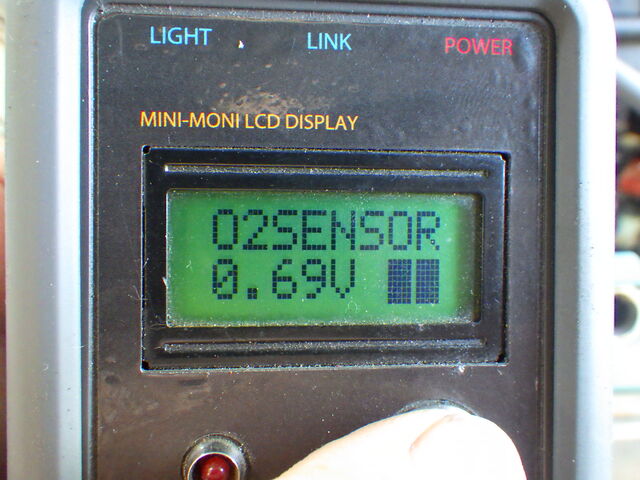 LIGHT LINK POWER
MINI-MONI LCD DISPLAY
O2SENSOR
0.69V